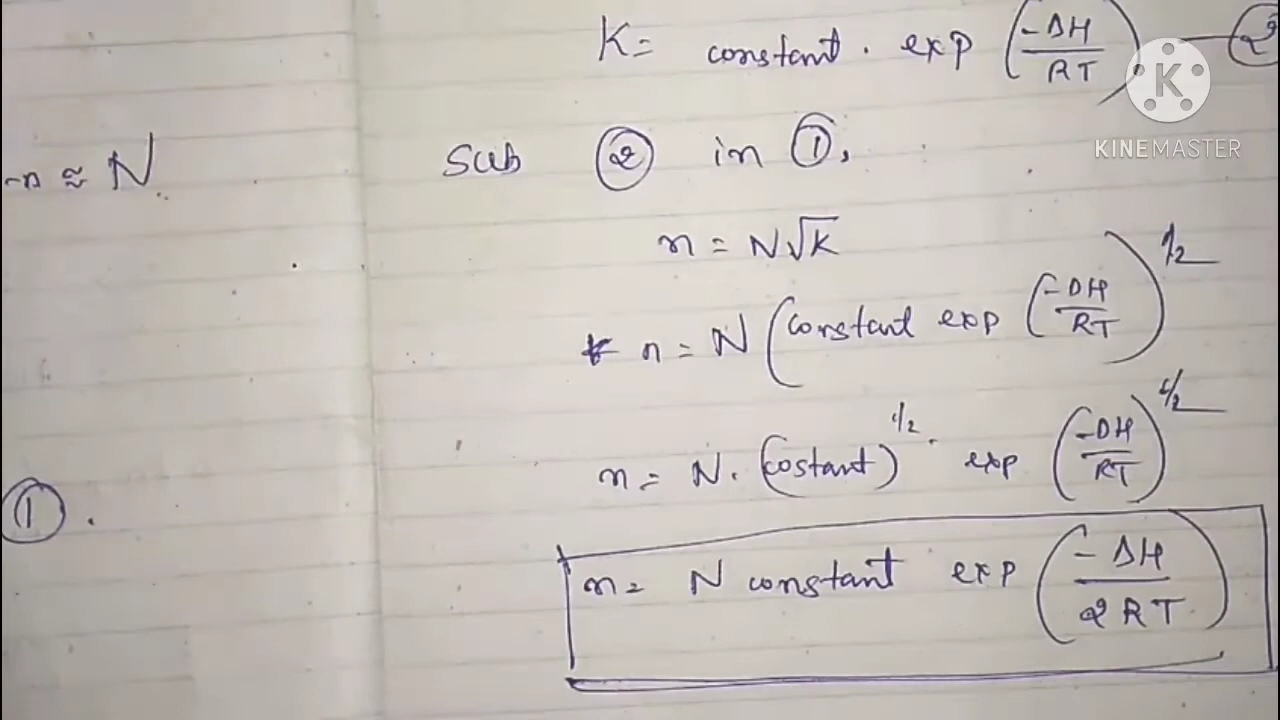 K = constant . exp (-ΔH/RT) — ②
-n ≈ N
Sub ② in ①,
n = N√K
n = N (constant exp (-ΔH/RT))^1/2
n = N. (costant)^1/2 . exp (-ΔH/RT)^1/2
①.
n = N constant exp (-ΔH/2RT)
K
KINEMASTER